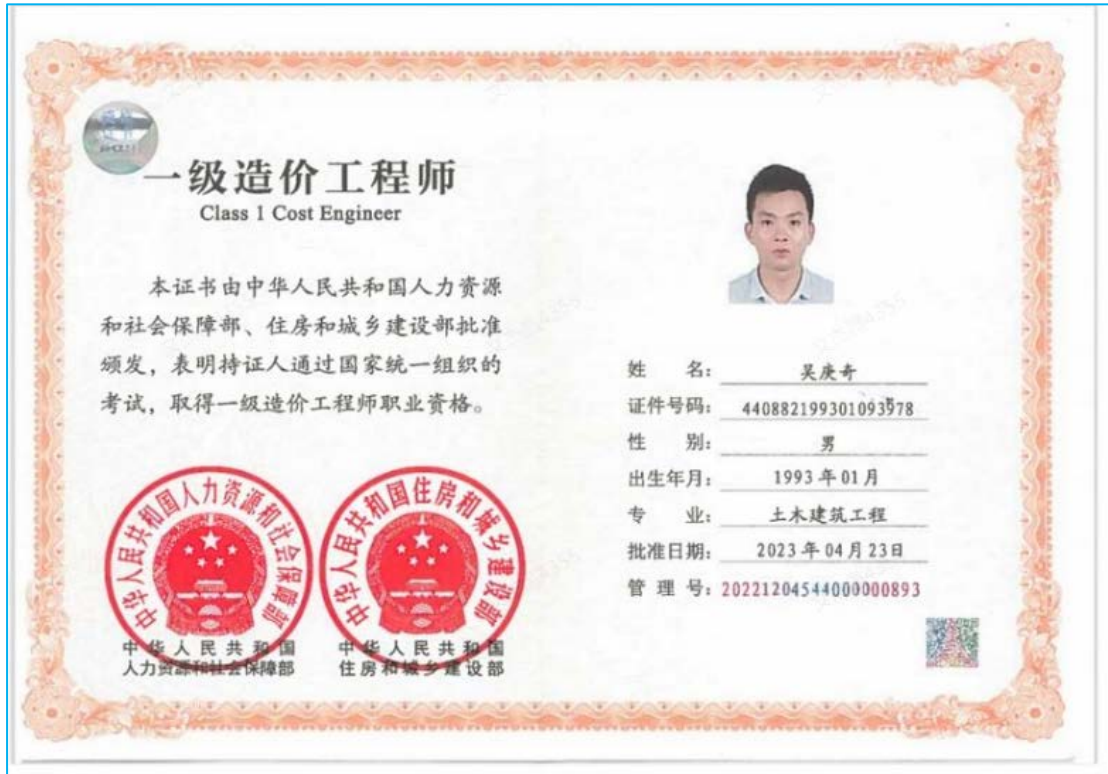 一级造价工程师
Class 1 Cost Engineer
本证书由中华人民共和国人力资源
和社会保障部、住房和城乡建设部批准
颁发，表明持证人通过国家统一组织的
考试，取得一级造价工程师职业资格。
中华人民共和国人力资源和社会保障部
中华人民共和国住房和城乡建设部
中华人民共和国
人力资源和社会保障部
中华人民共和国
住房和城乡建设部
姓 名： 吴庚奇
证件号码： 440882199301093978
性 别： 男
出生年月： 1993年01月
专 业： 土木建筑工程
批准日期： 2023年04月23日
管 理 号： 20221204544000000893